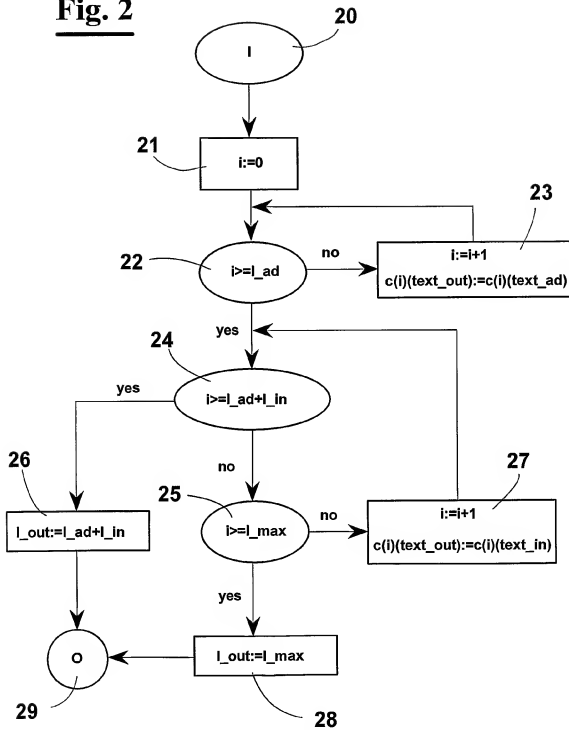 Fig. 2
20
I
21
i:=0
23
22
i>=l_ad
no
i:=i+1
c(i)(text_out):=c(i)(text_ad)
yes
24
yes
i>=l_ad+l_in
26
no
27
25
l_out:=l_ad+l_in
i>=l_max
no
i:=i+1
c(i)(text_out):=c(i)(text_in)
yes
O
l_out:=l_max
29
28